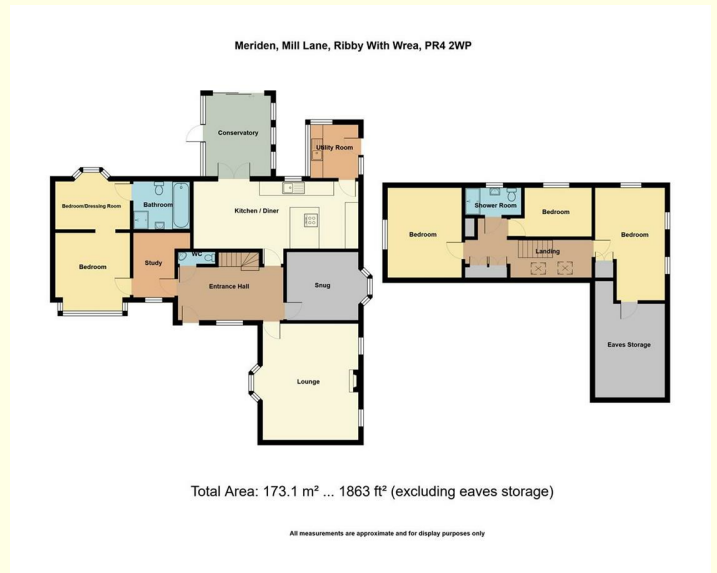 Meriden, Mill Lane, Ribby With Wrea, PR4 2WP
Conservatory
Utility Room
Bedroom/Dressing Room
Bathroom
Kitchen / Diner
Bedroom
Study
WC
Entrance Hall
Snug
Lounge
Shower Room
Bedroom
Bedroom
Bedroom
Landing
Eaves Storage
Total Area: 173.1 m² ... 1863 ft² (excluding eaves storage)
All measurements are approximate and for display purposes only